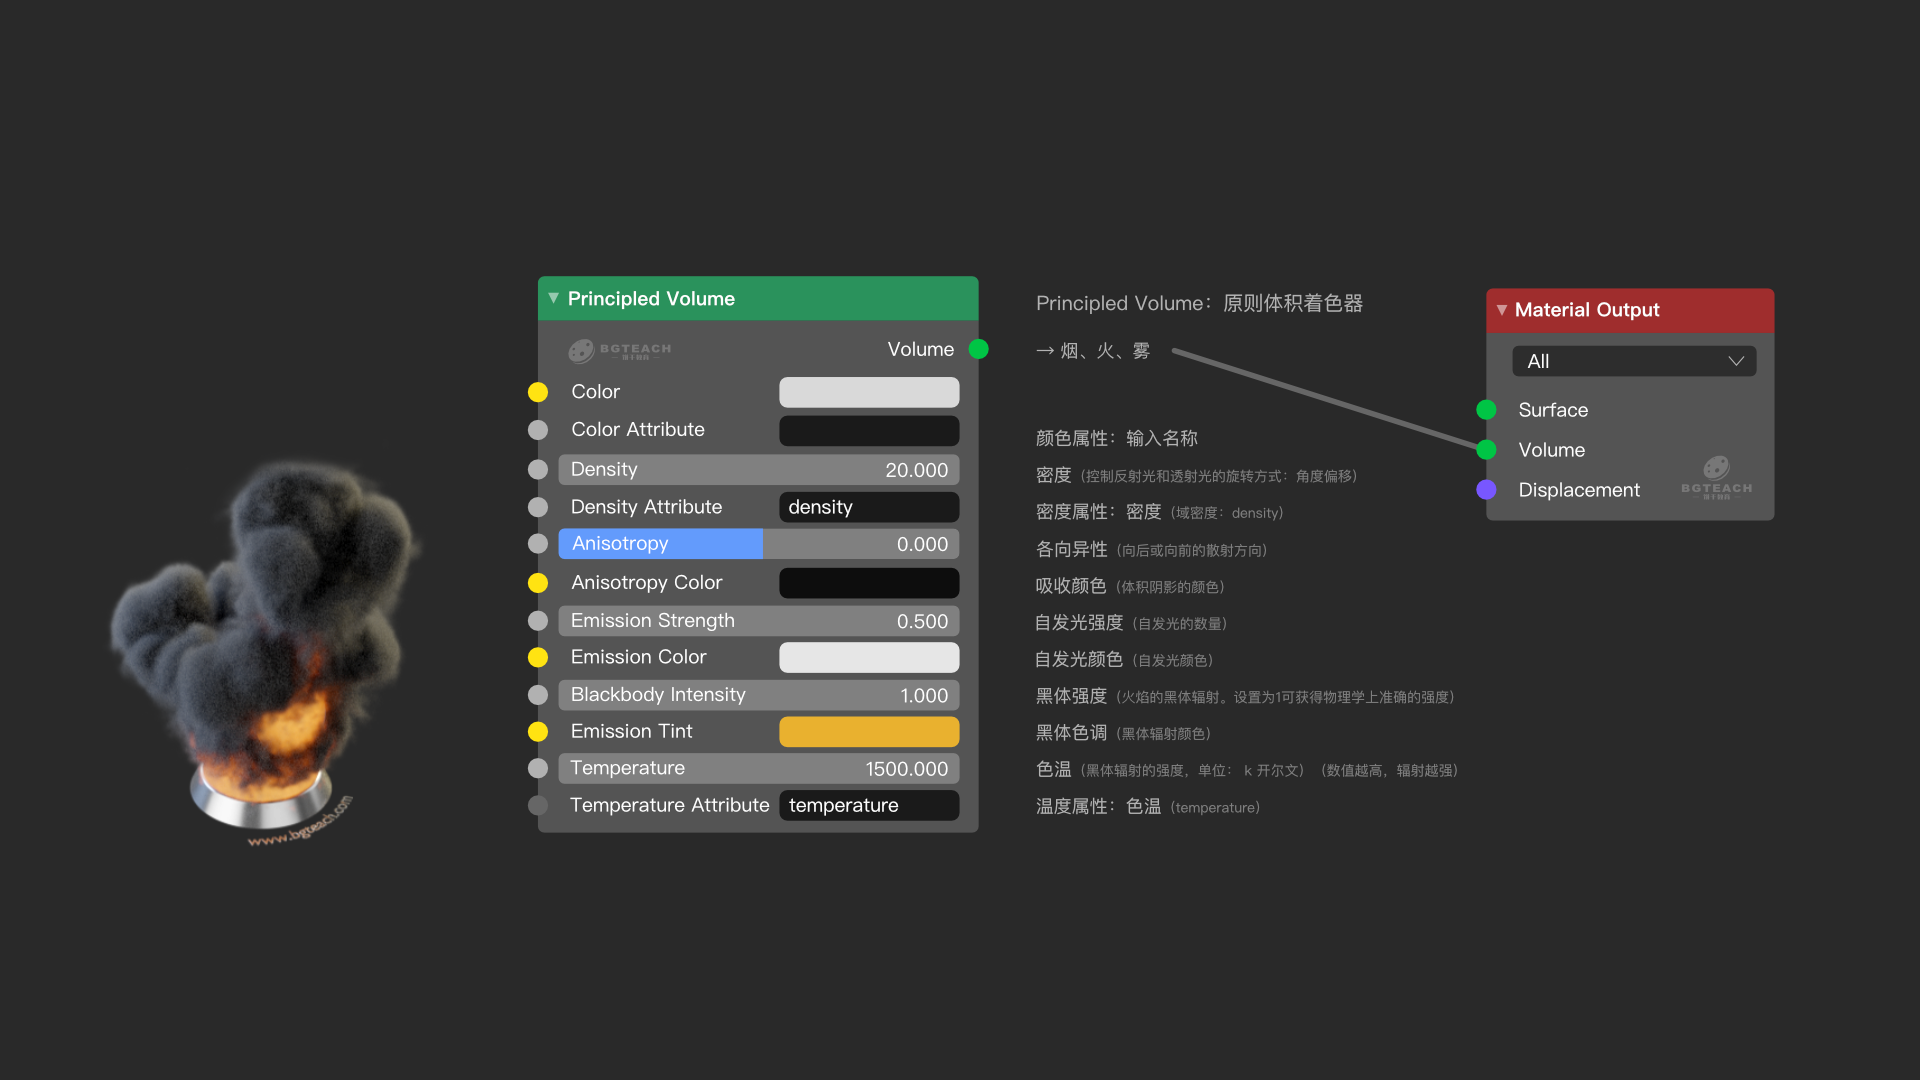 Principled Volume
BGTEACH
Volume
Color
Color Attribute
Density 20.000
Density Attribute density
Anisotropy 0.000
Anisotropy Color
Emission Strength 0.500
Emission Color
Blackbody Intensity 1.000
Emission Tint
Temperature 1500.000
Temperature Attribute temperature
Principled Volume：原则体积着色器
→ 烟、火、雾
颜色属性：输入名称
密度（控制反射光和透射光的旋转方式：角度偏移）
密度属性：密度（域密度：density）
各向异性（向后或向前的散射方向）
吸收颜色（体积阴影的颜色）
自发光强度（自发光的数量）
自发光颜色（自发光颜色）
黑体强度（火焰的黑体辐射。设置为1可获得物理学上准确的强度）
黑体色调（黑体辐射颜色）
色温（黑体辐射的强度，单位： k 开尔文）（数值越高，辐射越强）
温度属性：色温（temperature）
Material Output
All
Surface
Volume
Displacement
BGTEACH
www.bgteach.com